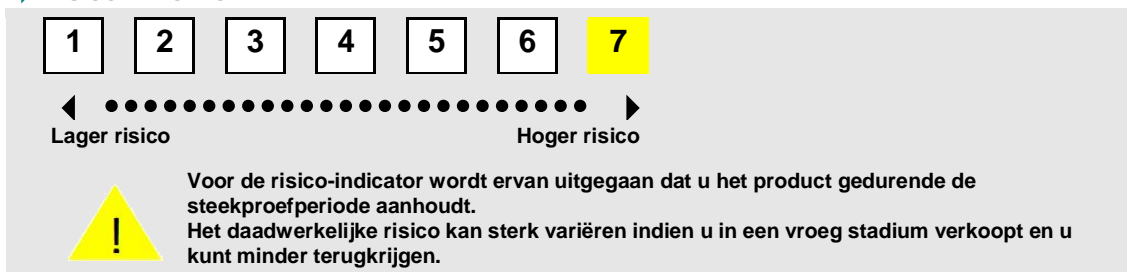 1 2 3 4 5 6 7
Lager risico Hoger risico
!
Voor de risico-indicator wordt ervan uitgegaan dat u het product gedurende de
steekproefperiode aanhoudt.
Het daadwerkelijke risico kan sterk variëren indien u in een vroeg stadium verkoopt en u
kunt minder terugkrijgen.